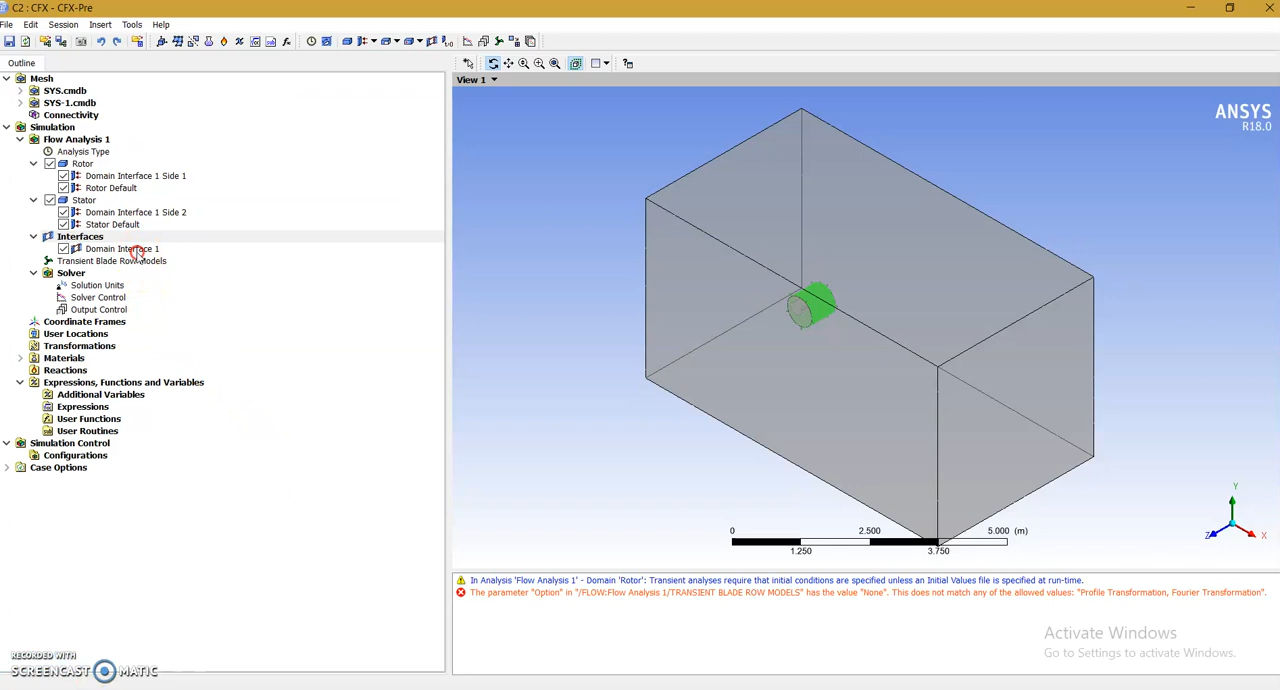 C2 : CFX - CFX-Pre
File Edit Session Insert Tools Help
Outline
Mesh
SYS.cmdb
SYS-1.cmdb
Connectivity
Simulation
Flow Analysis 1
Analysis Type
Rotor
Domain Interface 1 Side 1
Rotor Default
Stator
Domain Interface 1 Side 2
Stator Default
Interfaces
Domain Interface 1
Transient Blade Row Models
Solver
Solution Units
Solver Control
Output Control
Coordinate Frames
User Locations
Transformations
Materials
Reactions
Expressions, Functions and Variables
Additional Variables
Expressions
User Functions
User Routines
Simulation Control
Configurations
Case Options
View 1
ANSYS
R18.0
0 2.500 5.000 (m)
1.250 3.750
Y
Z X
In Analysis 'Flow Analysis 1' - Domain 'Rotor': Transient analyses require that initial conditions are specified unless an Initial Values file is specified at run-time.
The parameter "Option" in "/FLOW:Flow Analysis 1/TRANSIENT BLADE ROW MODELS" has the value "None". This does not match any of the allowed values: "Profile Transformation, Fourier Transformation".
Activate Windows
Go to Settings to activate Windows.
RECORDED WITH
SCREENCAST MATIC